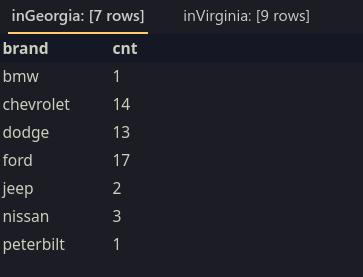 inGeorgia: [7 rows] inVirginia: [9 rows]
brand cnt
bmw 1
chevrolet 14
dodge 13
ford 17
jeep 2
nissan 3
peterbilt 1